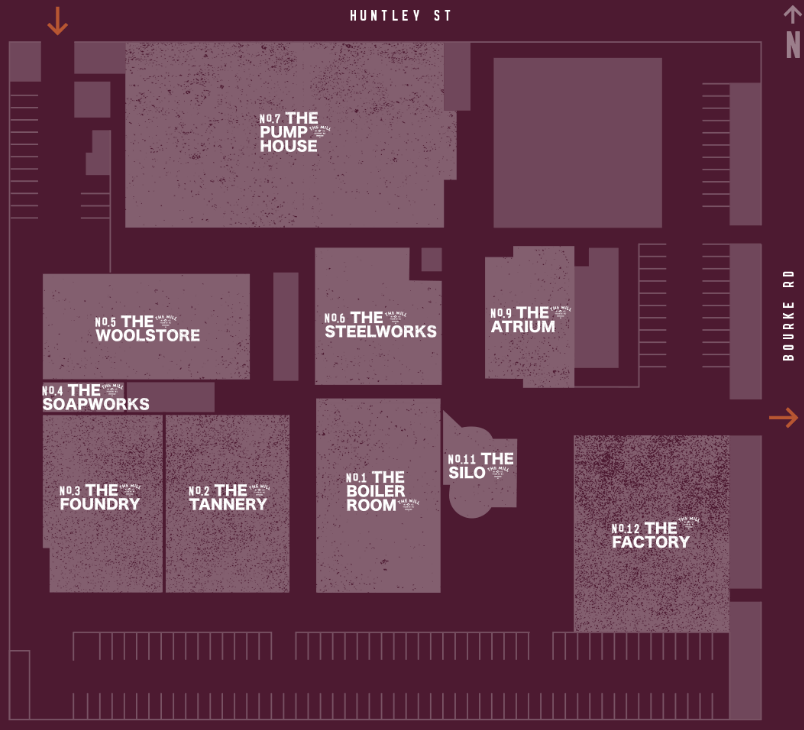 HUNTLEY ST
N
No.7 THE
PUMP THE MILL
HOUSE
BOURKE RD
No.5 THE THE MILL
WOOLSTORE
No.6 THE THE MILL
STEELWORKS
No.9 THE THE MILL
ATRIUM
No.4 THE THE MILL
SOAPWORKS
No.3 THE THE MILL
FOUNDRY
No.2 THE THE MILL
TANNERY
No.1 THE
BOILER
ROOM THE MILL
No.11 THE
SILO THE MILL
No.12 THE THE MILL
FACTORY